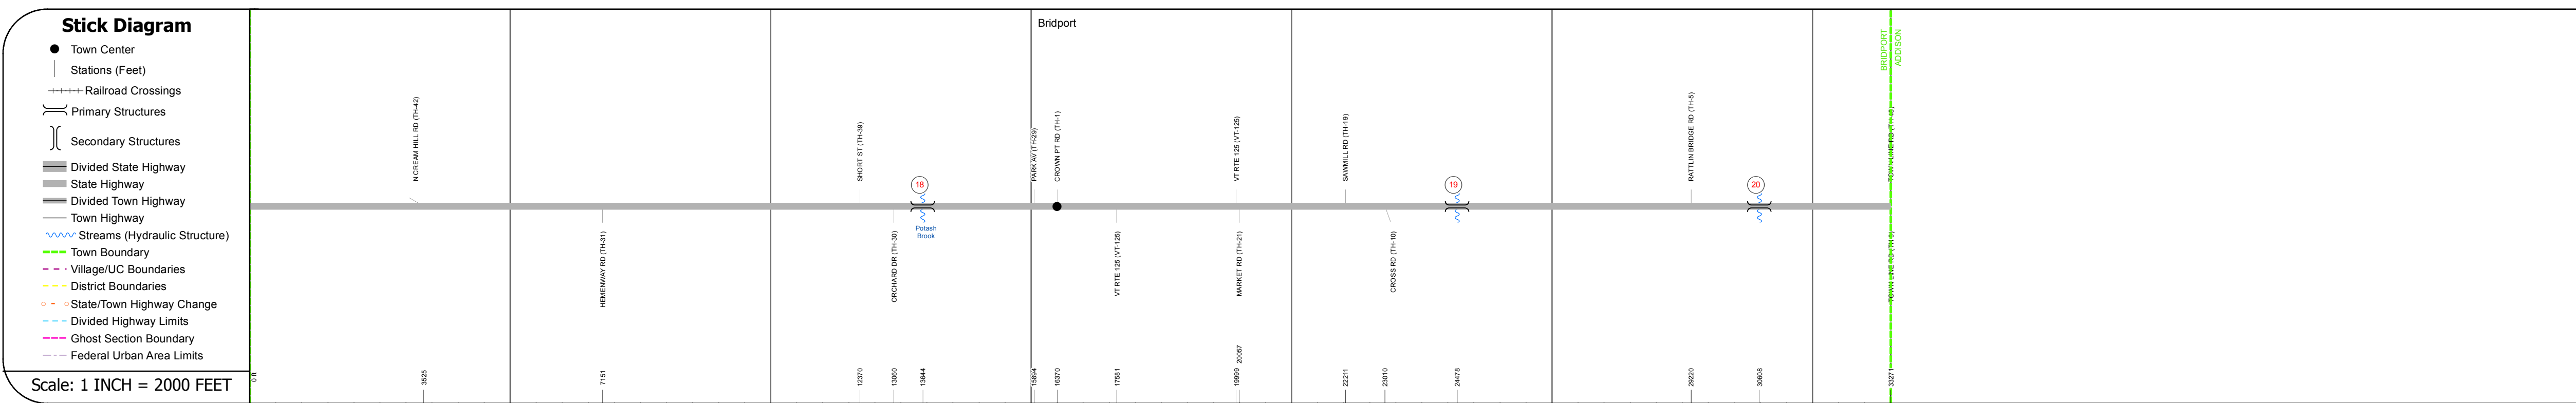 Stick Diagram
Town Center
Stations (Feet)
Railroad Crossings
Primary Structures
Secondary Structures
Divided State Highway
State Highway
Divided Town Highway
Town Highway
Streams (Hydraulic Structure)
Town Boundary
Village/UC Boundaries
District Boundaries
State/Town Highway Change
Divided Highway Limits
Ghost Section Boundary
Federal Urban Area Limits
Scale: 1 INCH = 2000 FEET
Bridport
BRIDPORT
ADDISON
N CREAM HILL RD (TH-42)
SHORT ST (TH-39)
PARK AV (TH-29)
CROWN PT RD (TH-1)
VT RTE 125 (VT-125)
SAWMILL RD (TH-19)
RATTLIN BRIDGE RD (TH-5)
18
19
20
Potash
Brook
HEMENWAY RD (TH-31)
ORCHARD DR (TH-30)
VT RTE 125 (VT-125)
MARKET RD (TH-21)
CROSS RD (TH-10)
0 ft
3525
7151
12370
13060
13644
15894
16370
17581
19999
20057
22211
23010
24478
29220
30608
33271